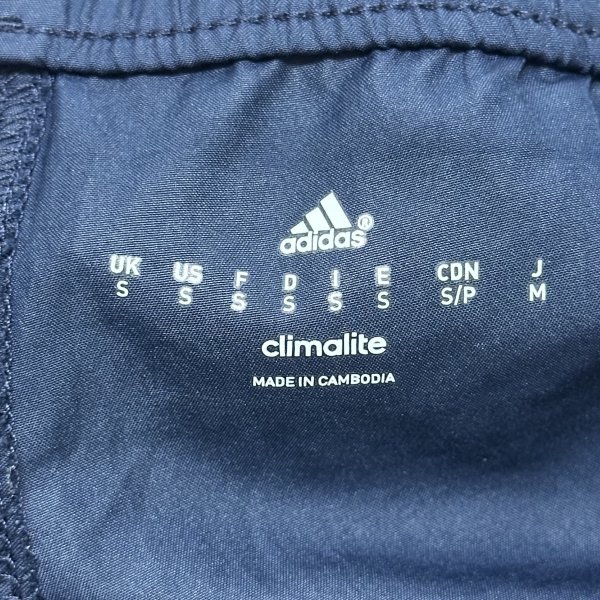 adidas®
UK US F D I E CDN J
S S S S S S S/P M
climalite
MADE IN CAMBODIA